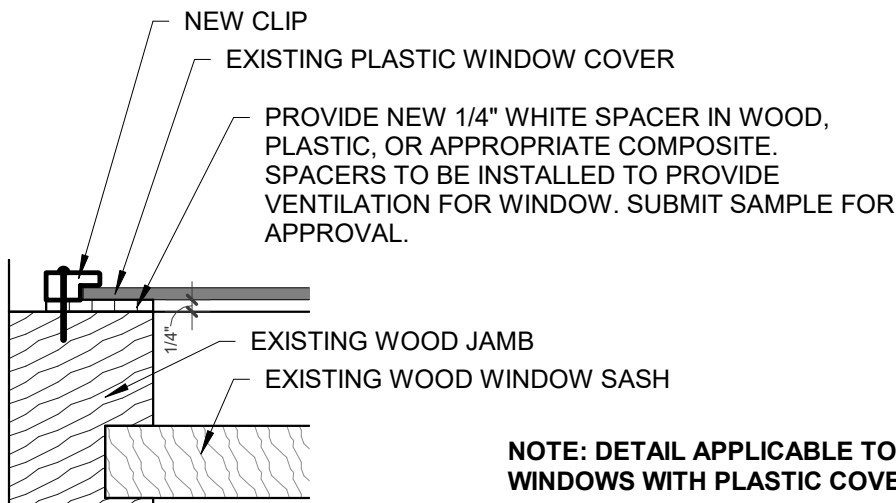 NEW CLIP
EXISTING PLASTIC WINDOW COVER
PROVIDE NEW 1/4" WHITE SPACER IN WOOD,
PLASTIC, OR APPROPRIATE COMPOSITE.
SPACERS TO BE INSTALLED TO PROVIDE
VENTILATION FOR WINDOW. SUBMIT SAMPLE FOR
APPROVAL.
1/4"
EXISTING WOOD JAMB
EXISTING WOOD WINDOW SASH
NOTE: DETAIL APPLICABLE TO
WINDOWS WITH PLASTIC COVE